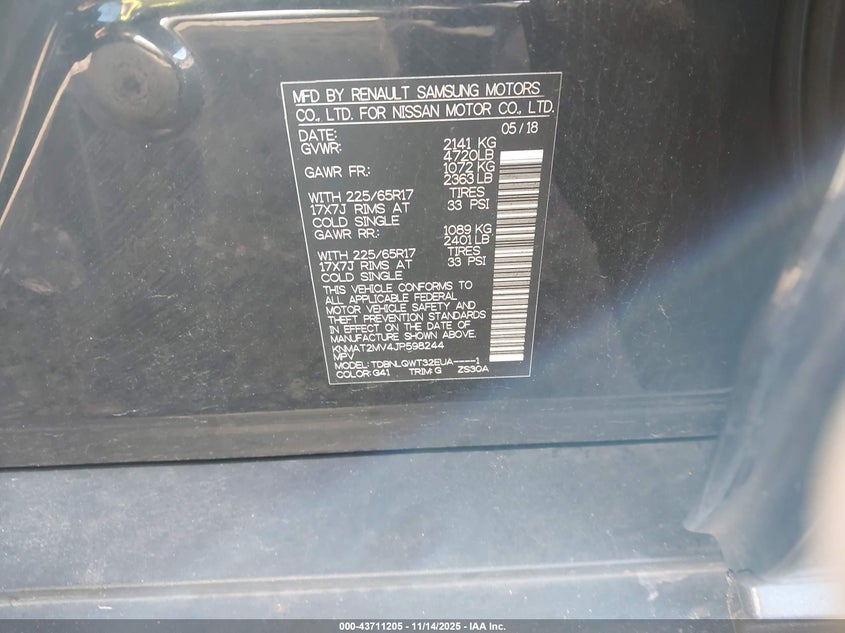 MFD BY RENAULT SAMSUNG MOTORS
CO., LTD. FOR NISSAN MOTOR CO., LTD.
DATE: 05/18
GVWR: 2141 KG
4720LB
GAWR FR: 1072 KG
2363 LB
WITH 225/65R17 TIRES
17X7J RIMS AT 33 PSI
COLD SINGLE
GAWR RR: 1089 KG
2401 LB
WITH 225/65R17 TIRES
17X7J RIMS AT 33 PSI
COLD SINGLE
THIS VEHICLE CONFORMS TO
ALL APPLICABLE FEDERAL
MOTOR VEHICLE SAFETY AND
THEFT PREVENTION STANDARDS
IN EFFECT ON THE DATE OF
MANUFACTURE SHOWN ABOVE.
KNMAT2MV4JP598244
MPV
MODEL: TDBNLQWT32EUA----1
COLOR: G41 TRIM: G ZS30A
000-43711205 - 11/14/2025 - IAA Inc.